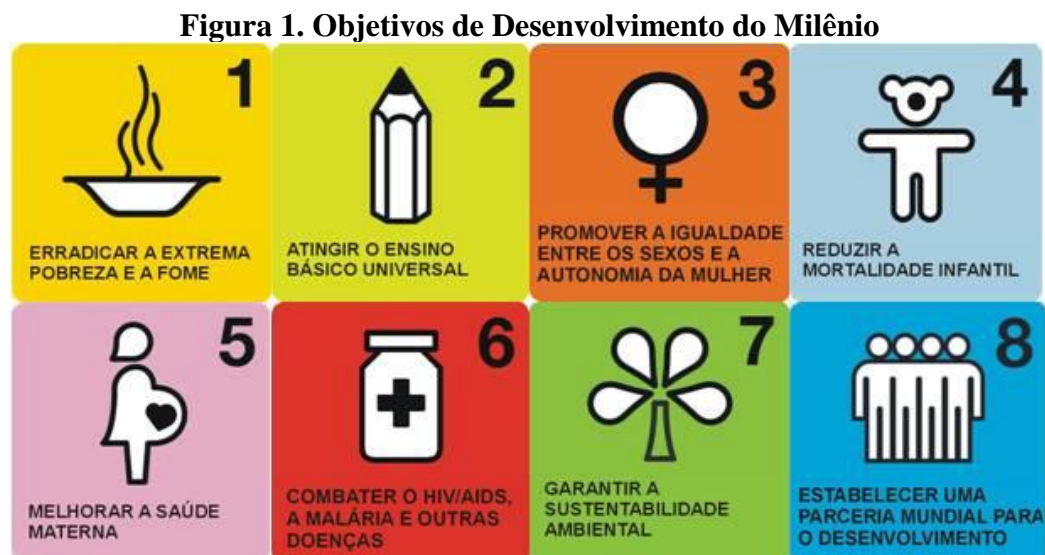 Figura 1. Objetivos de Desenvolvimento do Milênio
1
ERRADICAR A EXTREMA
POBREZA E A FOME
2
ATINGIR O ENSINO
BÁSICO UNIVERSAL
3
PROMOVER A IGUALDADE
ENTRE OS SEXOS E A
AUTONOMIA DA MULHER
4
REDUZIR A
MORTALIDADE INFANTIL
5
MELHORAR A SAÚDE
MATERNA
6
COMBATER O HIV/AIDS,
A MALÁRIA E OUTRAS
DOENÇAS
7
GARANTIR A
SUSTENTABILIDADE
AMBIENTAL
8
ESTABELECER UMA
PARCERIA MUNDIAL PARA
O DESENVOLVIMENTO